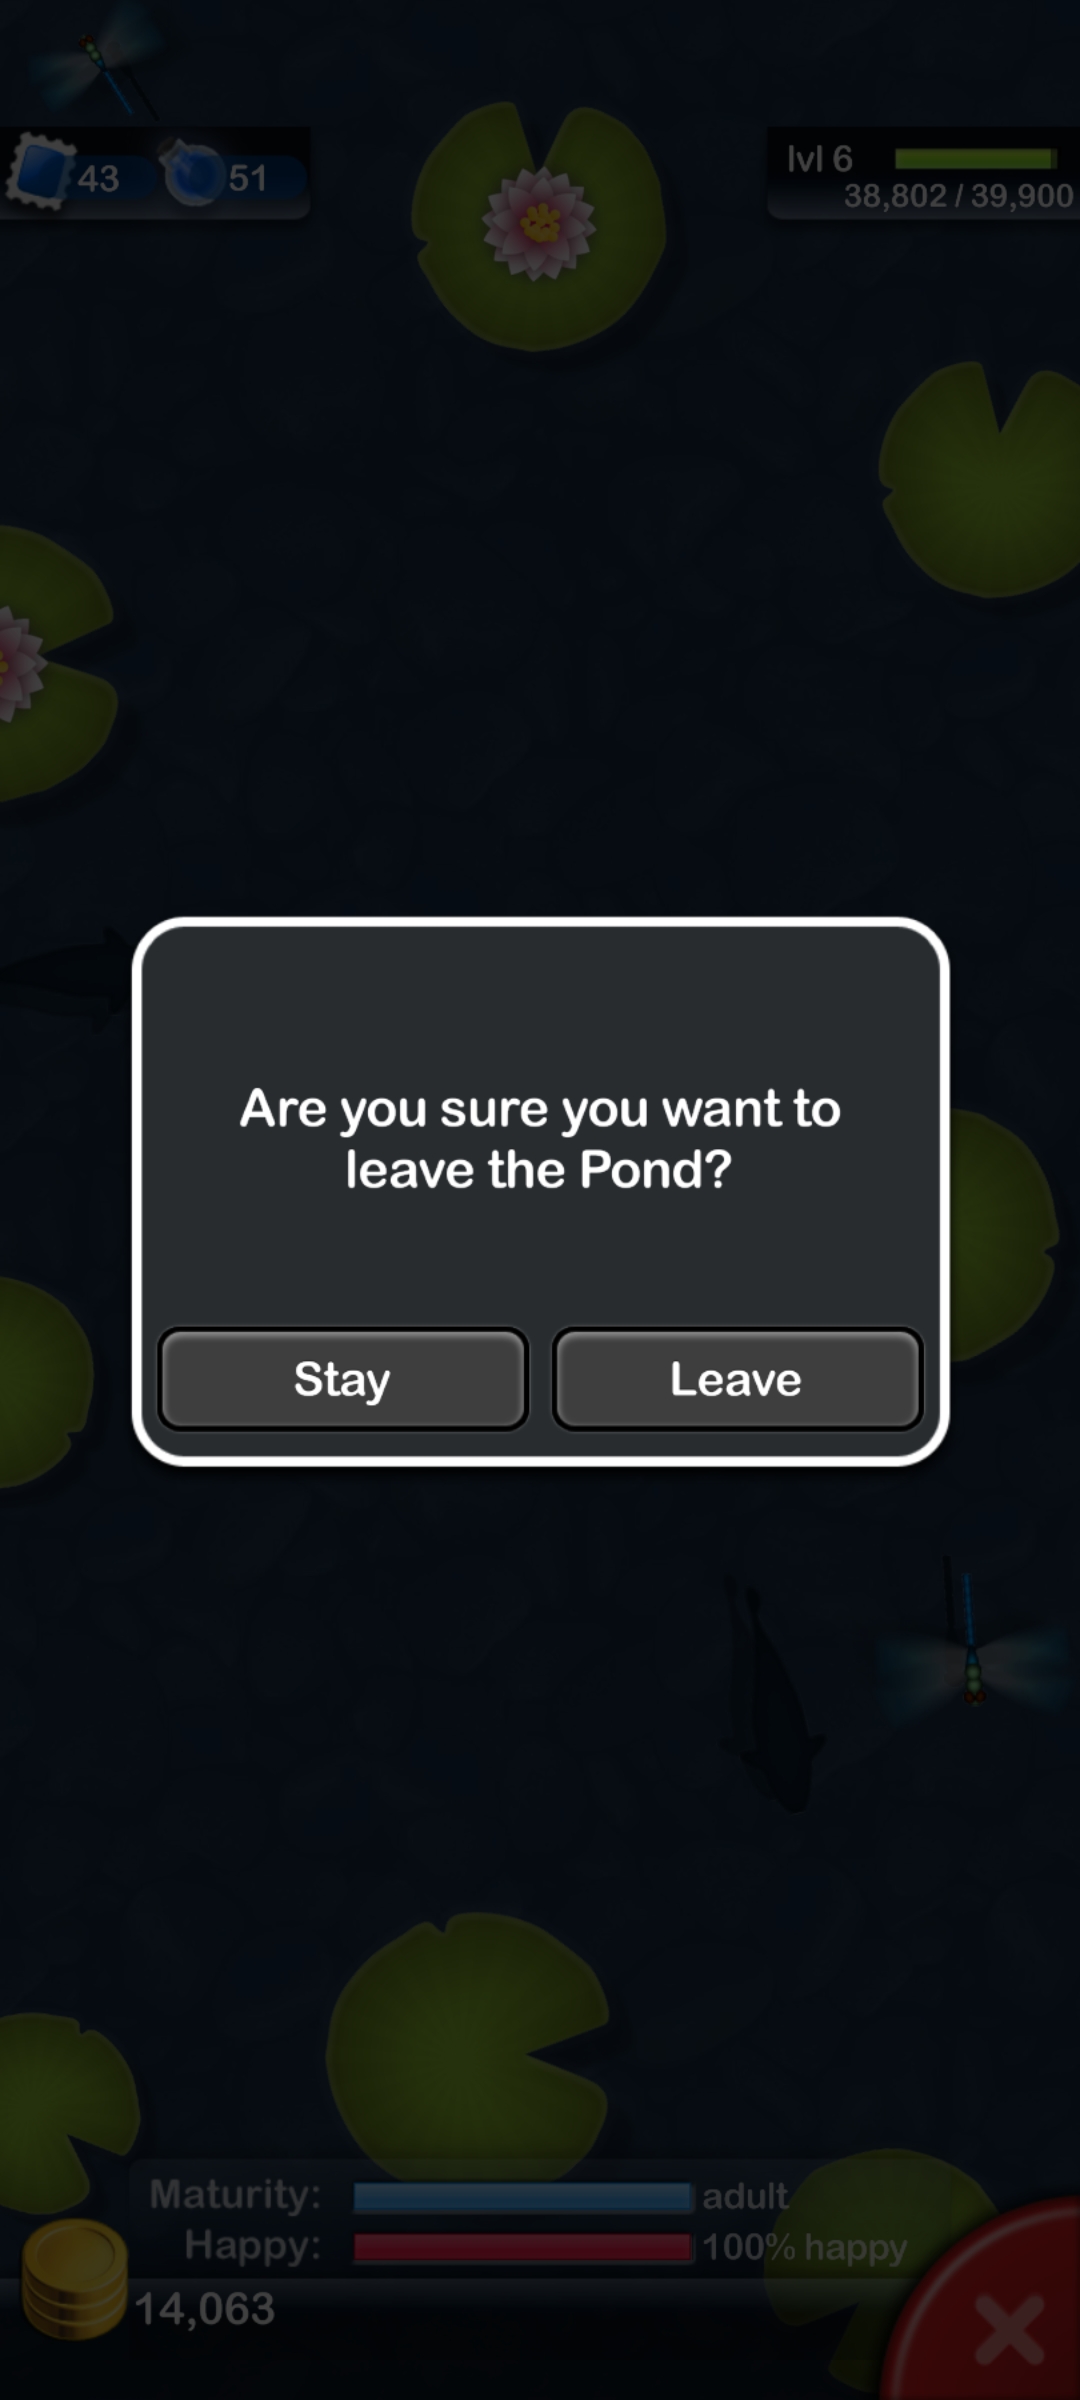 43
51
lvl 6
38,802 / 39,900
Are you sure you want to
leave the Pond?
Stay
Leave
Maturity:
adult
Happy:
100% happy
14,063